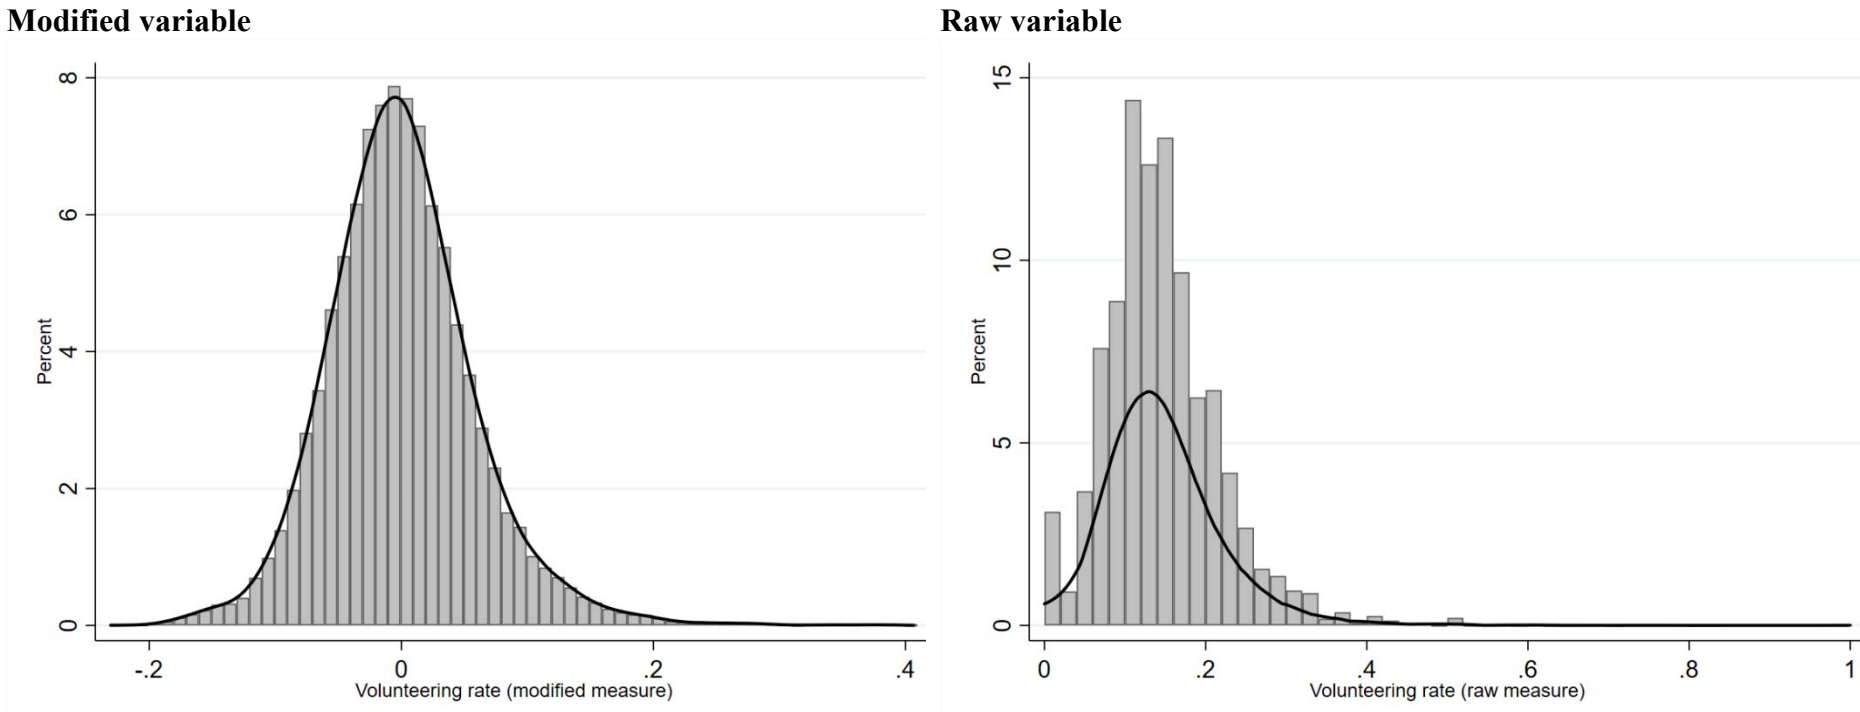 Modified variable
8
6
4
2
0
Percent
-.2 0 .2 .4
Volunteering rate (modified measure)
Raw variable
15
10
5
0
Percent
0 .2 .4 .6 .8 1
Volunteering rate (raw measure)